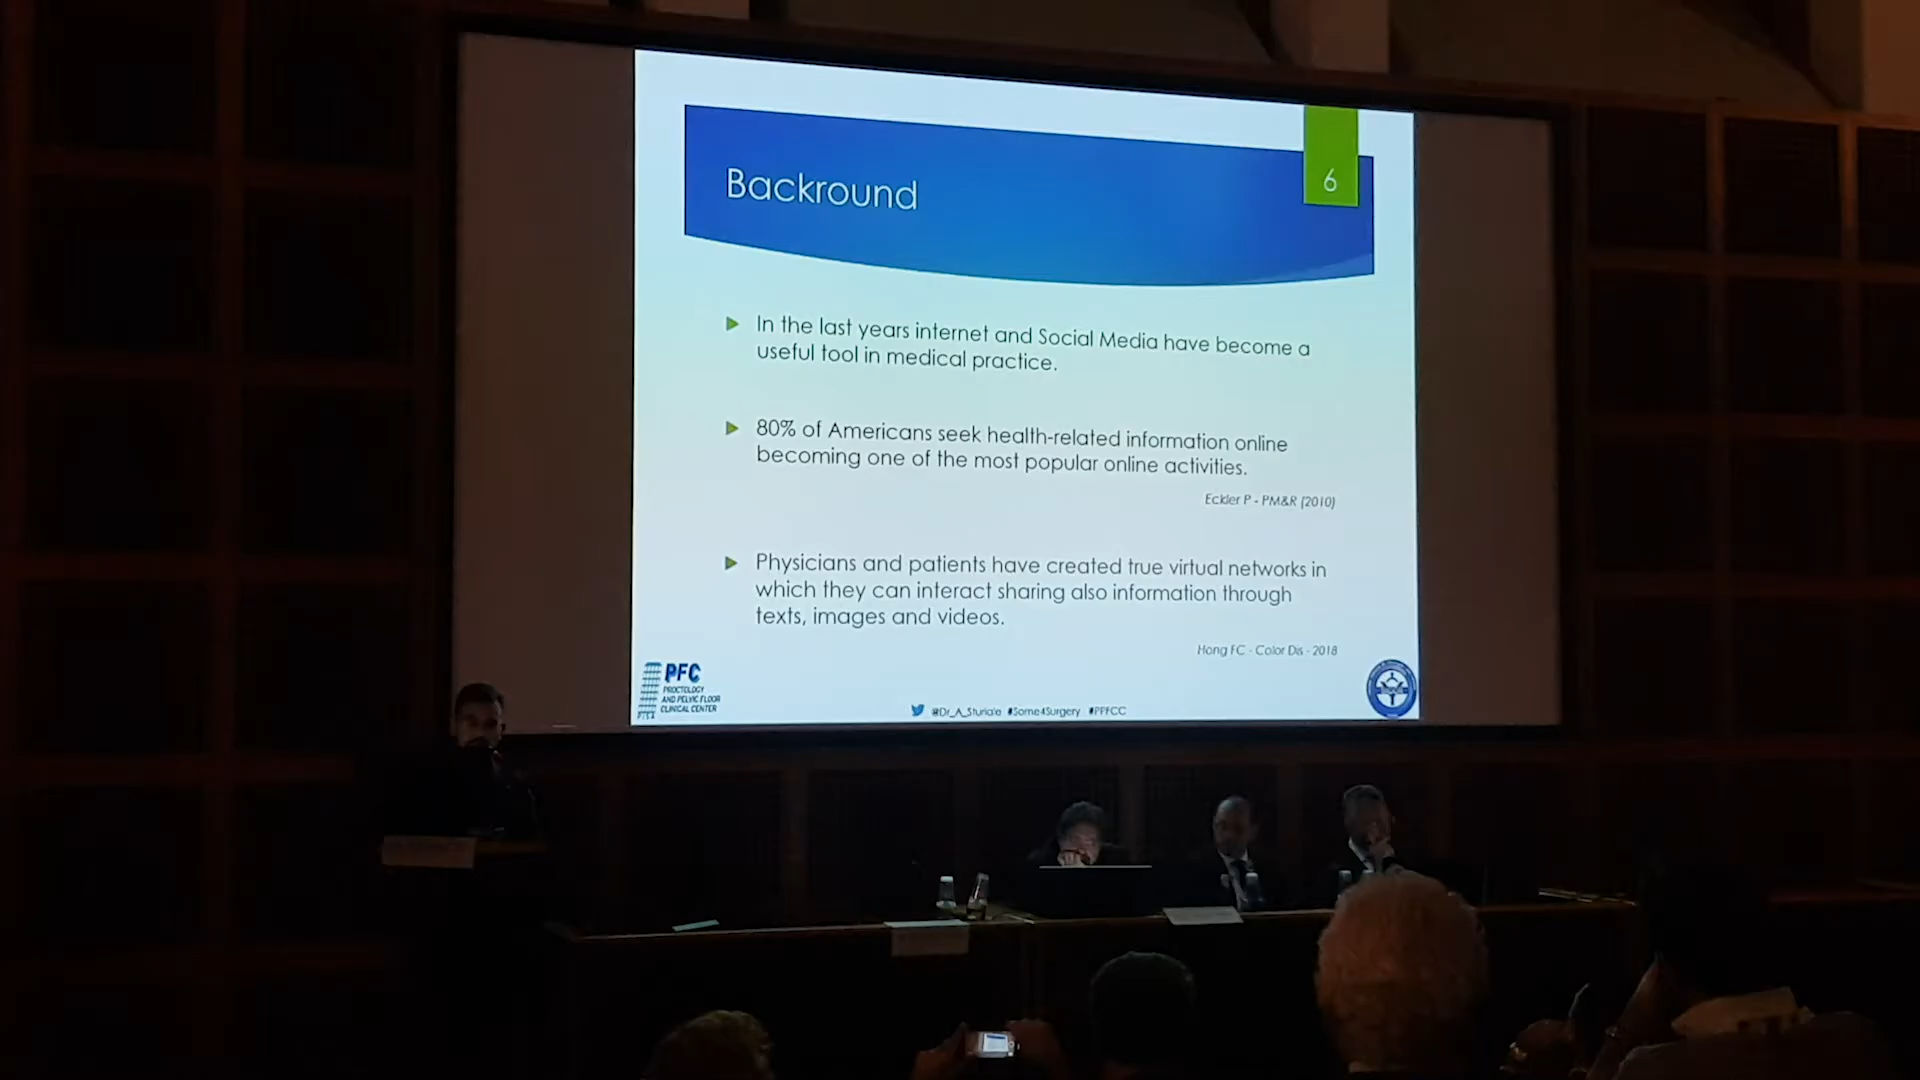 Backround
6
In the last years internet and Social Media have become a
useful tool in medical practice.
80% of Americans seek health-related information online
becoming one of the most popular online activities.
Eckler P - PM&R (2010)
Physicians and patients have created true virtual networks in
which they can interact sharing also information through
texts, images and videos.
Hong FC - Color Dis - 2018
PFC
PROCTOLOGY
AND PELVIC FLOOR
CLINICAL CENTER
PISA
@Dr_A_Sturiale #Some4Surgery #PPFCC